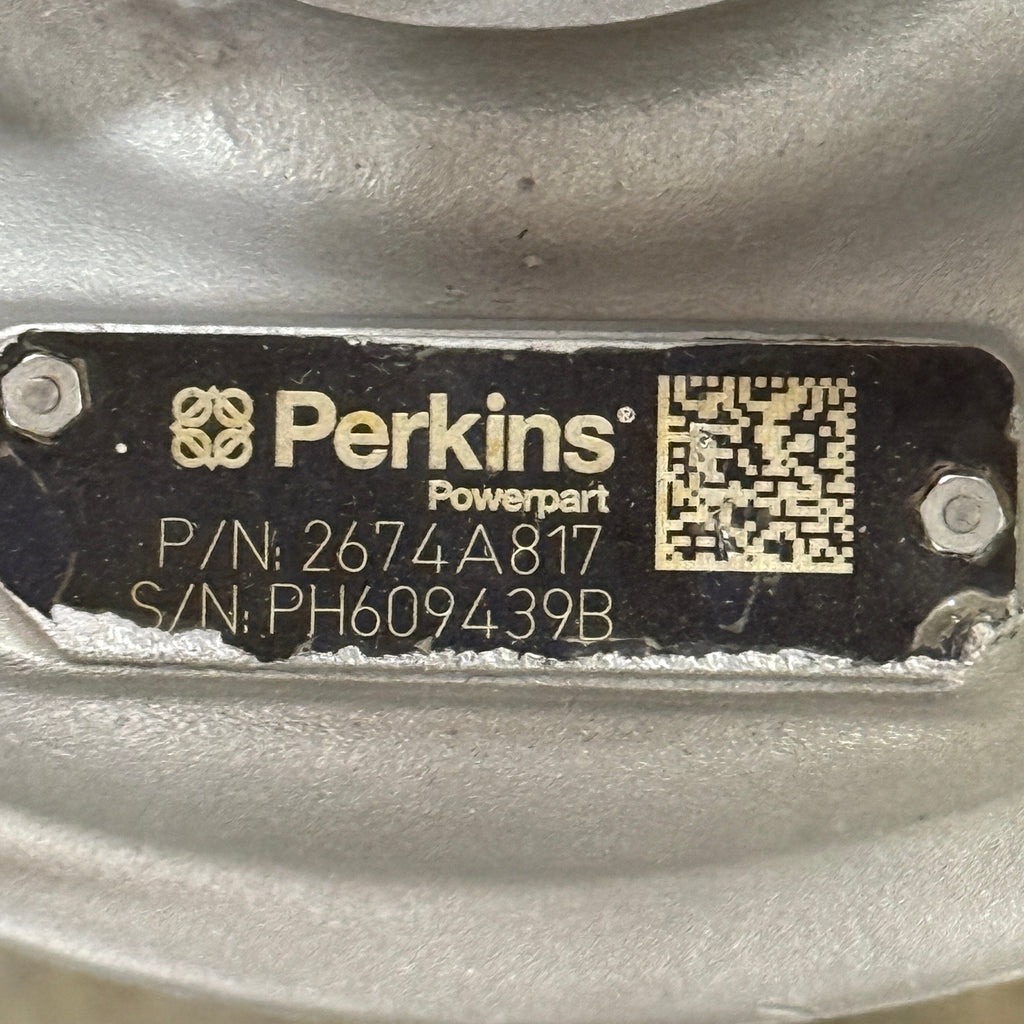 Perkins®
Powerpart
P/N: 2674A817
S/N: PH609439B